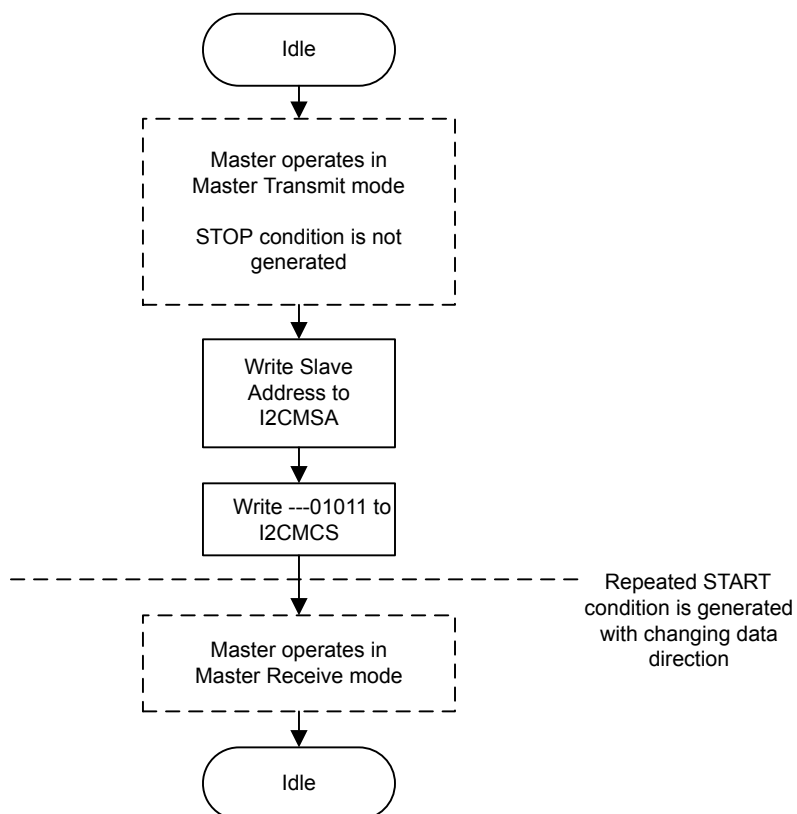 Idle
Master operates in
Master Transmit mode
STOP condition is not
generated
Write Slave
Address to
I2CMSA
Write ---01011 to
I2CMCS
Repeated START
condition is generated
with changing data
direction
Master operates in
Master Receive mode
Idle